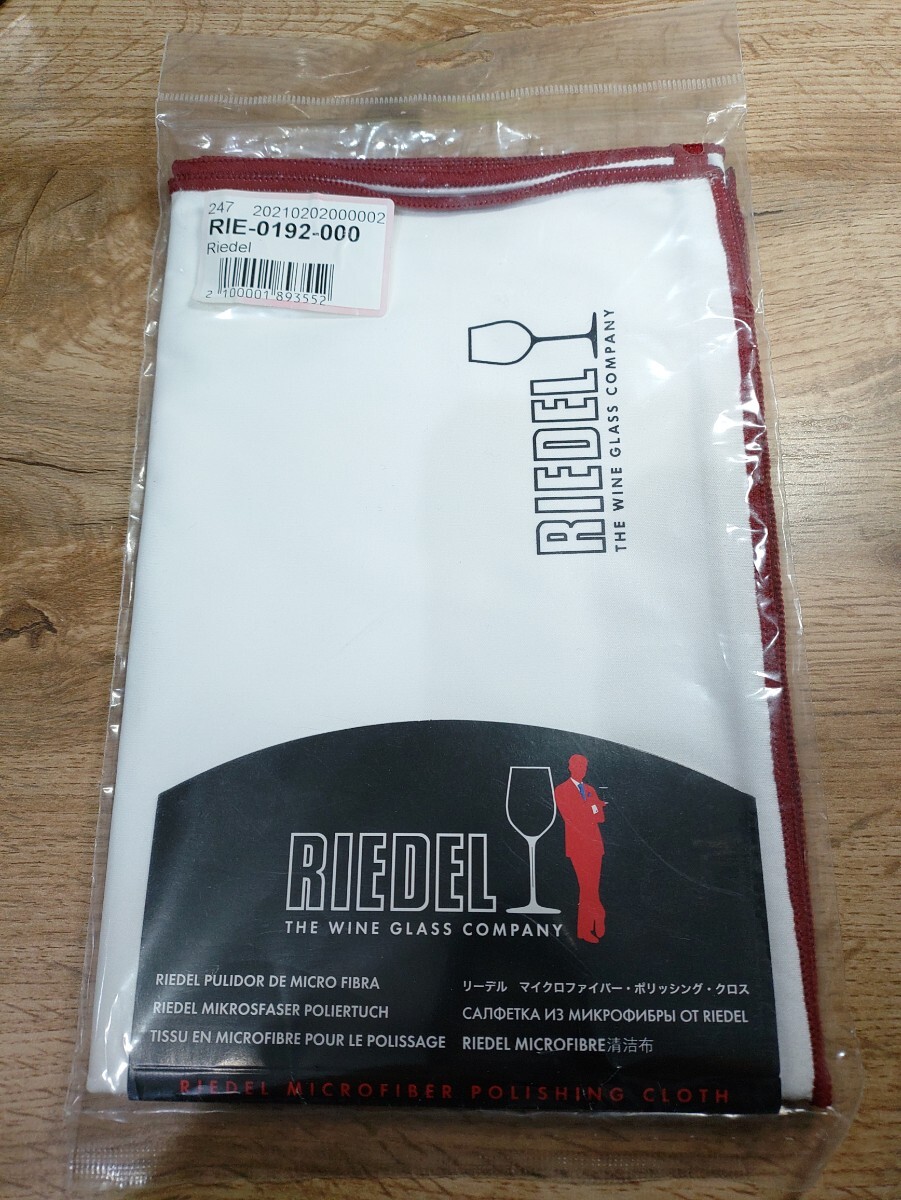 247 20210202000002
RIE-0192-000
Riedel
2 100001 893552
RIEDEL
THE WINE GLASS COMPANY
RIEDEL
THE WINE GLASS COMPANY
RIEDEL PULIDOR DE MICRO FIBRA
RIEDEL MIKROSFASER POLIERTUCH
TISSU EN MICROFIBRE POUR LE POLISSAGE
リーデル マイクロファイバー・ポリッシング・クロス
САЛФЕТКА ИЗ МИКРОФИБРЫ ОТ RIEDEL
RIEDEL MICROFIBRE清洁布
RIEDEL MICROFIBER POLISHING CLOTH